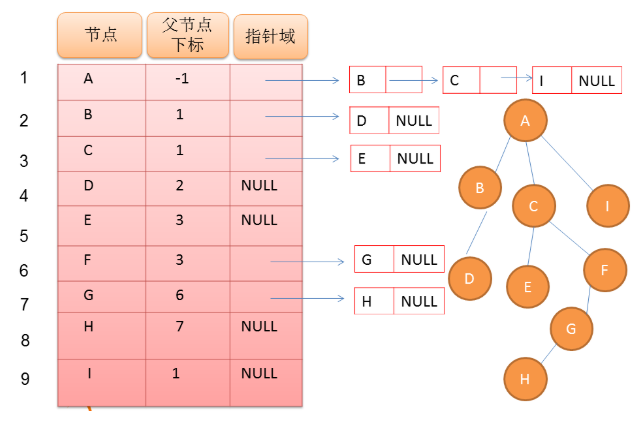 节点 父节点下标 指针域
1 A -1 B C I NULL
2 B 1 D NULL
3 C 1 E NULL
4 D 2 NULL
5 E 3 NULL
6 F 3 G NULL
7 G 6 H NULL
8 H 7 NULL
9 I 1 NULL
A
B C I
D E F
G
H